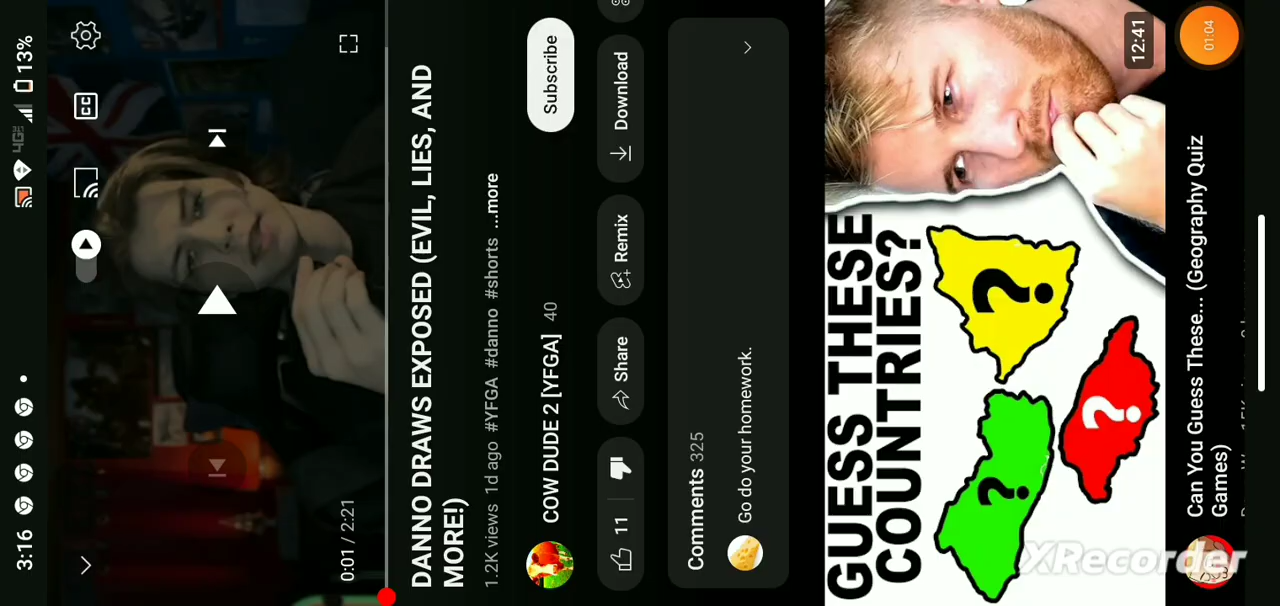 3:16
4GE
13%
CC
0:01 / 2:21
DANNO DRAWS EXPOSED (EVIL, LIES, AND
MORE!)
1.2K views 1d ago #YFGA #danno #shorts ...more
COW DUDE 2 [YFGA] 40
Subscribe
11
Share
Remix
Download
Comments 325
Go do your homework.
GUESS THESE
COUNTRIES?
?
?
?
12:41
Can You Guess These... (Geography Quiz
Games)
01:04
XRecorder